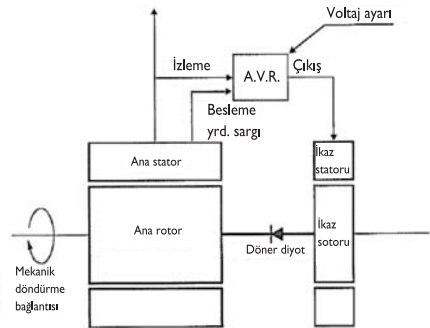 Voltaj ayarı
İzleme
A.V.R.
Çıkış
Besleme
yrd. sargı
Ana stator
İkaz
statoru
Ana rotor
İkaz
sotoru
Döner diyot
Mekanik
döndürme
bağlantısı